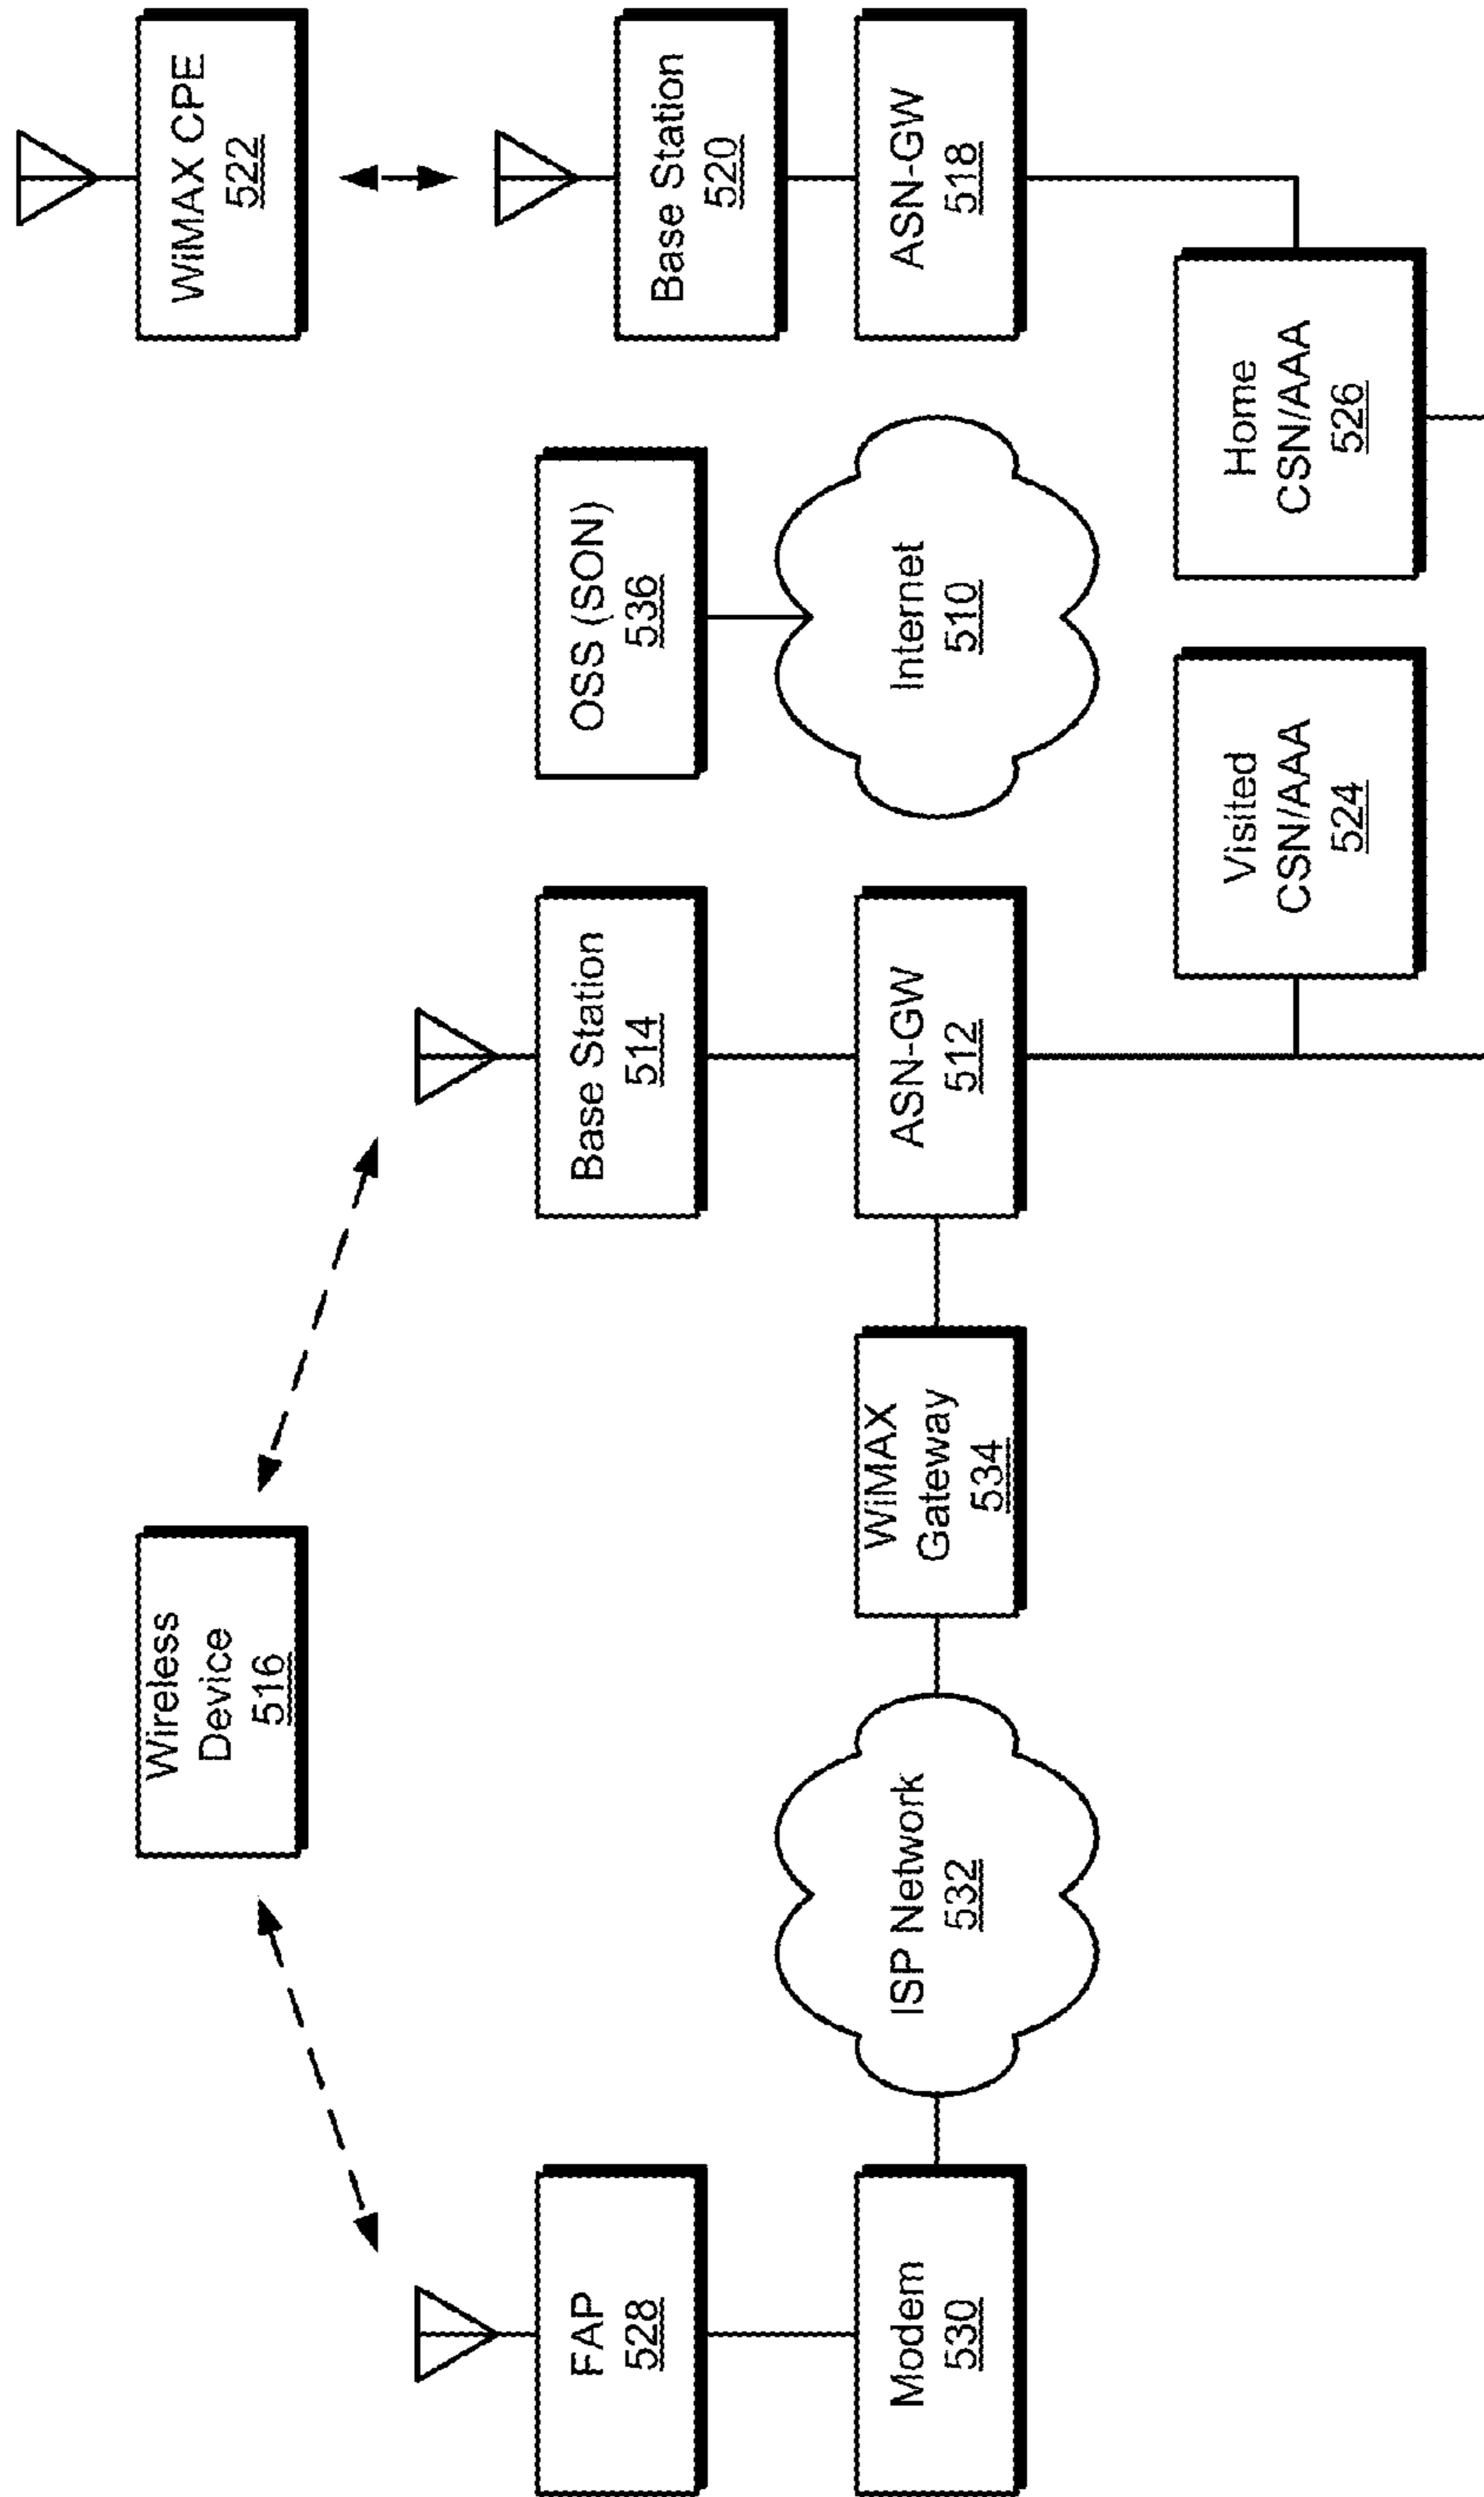 WiMAX CPE
522
Base Station
520
ASN-GW
518
OSS (SON)
536
Internet
510
Home
CSN/AAA
526
Visited
CSN/AAA
524
Base Station
514
ASN-GW
512
Wireless
Device
516
WiMAX
Gateway
534
ISP Network
532
FAP
528
Modem
530